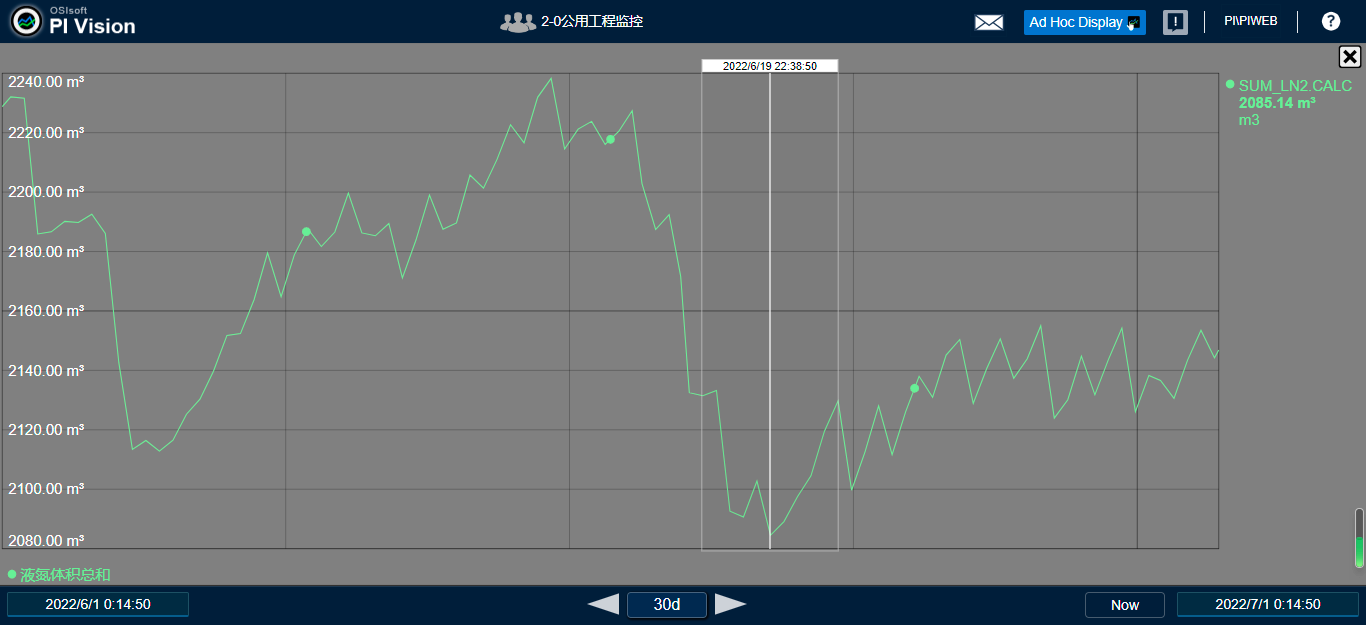 OSIsoft
PI Vision
2-0公用工程监控
Ad Hoc Display
PI\PIWEB
?
2022/6/19 22:38:50
2240.00 m³
2220.00 m³
2200.00 m³
2180.00 m³
2160.00 m³
2140.00 m³
2120.00 m³
2100.00 m³
2080.00 m³
SUM_LN2.CALC
2085.14 m³
m3
液氮体积总和
2022/6/1 0:14:50
30d
Now
2022/7/1 0:14:50